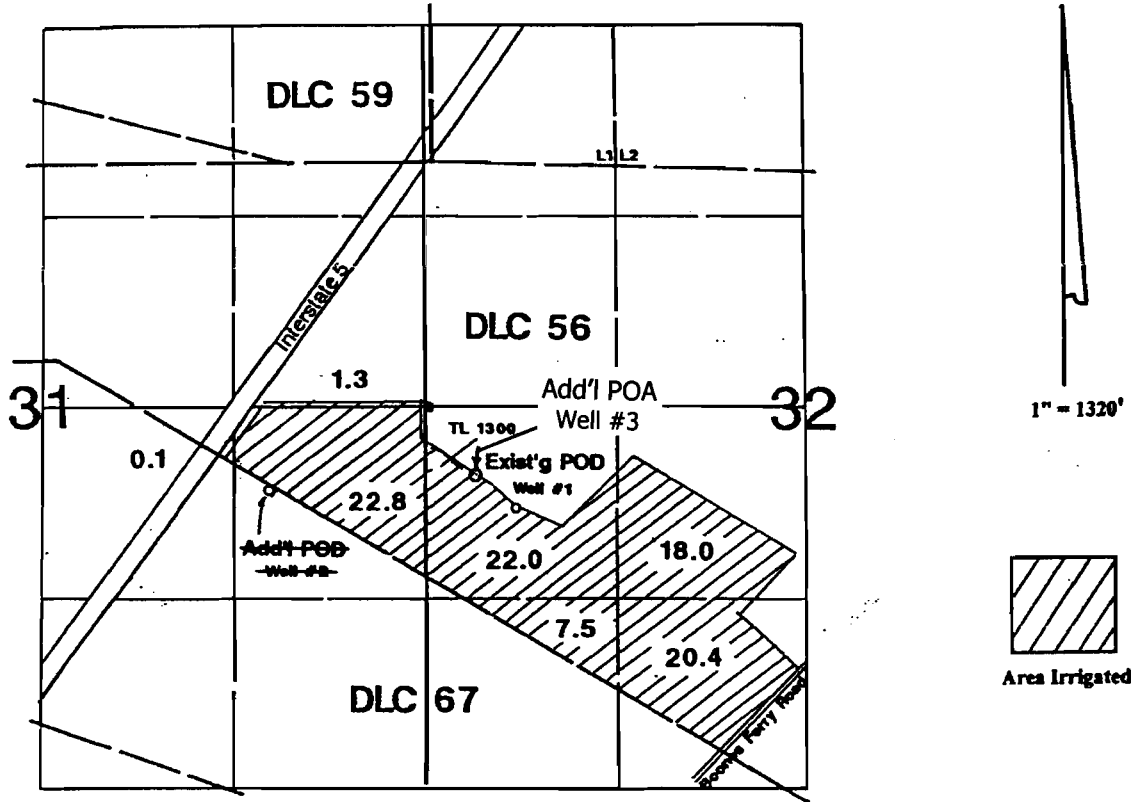 DLC 59
L1 L2
Interstate 5
DLC 56
31
1.3
Add'l POA
Well #3
32
1" = 1320'
TL 1300
0.1
Exist'g POD
Well #1
22.8
Add'l POD
Well #2
22.0
18.0
7.5
20.4
Area Irrigated
DLC 67
Boones Ferry Road